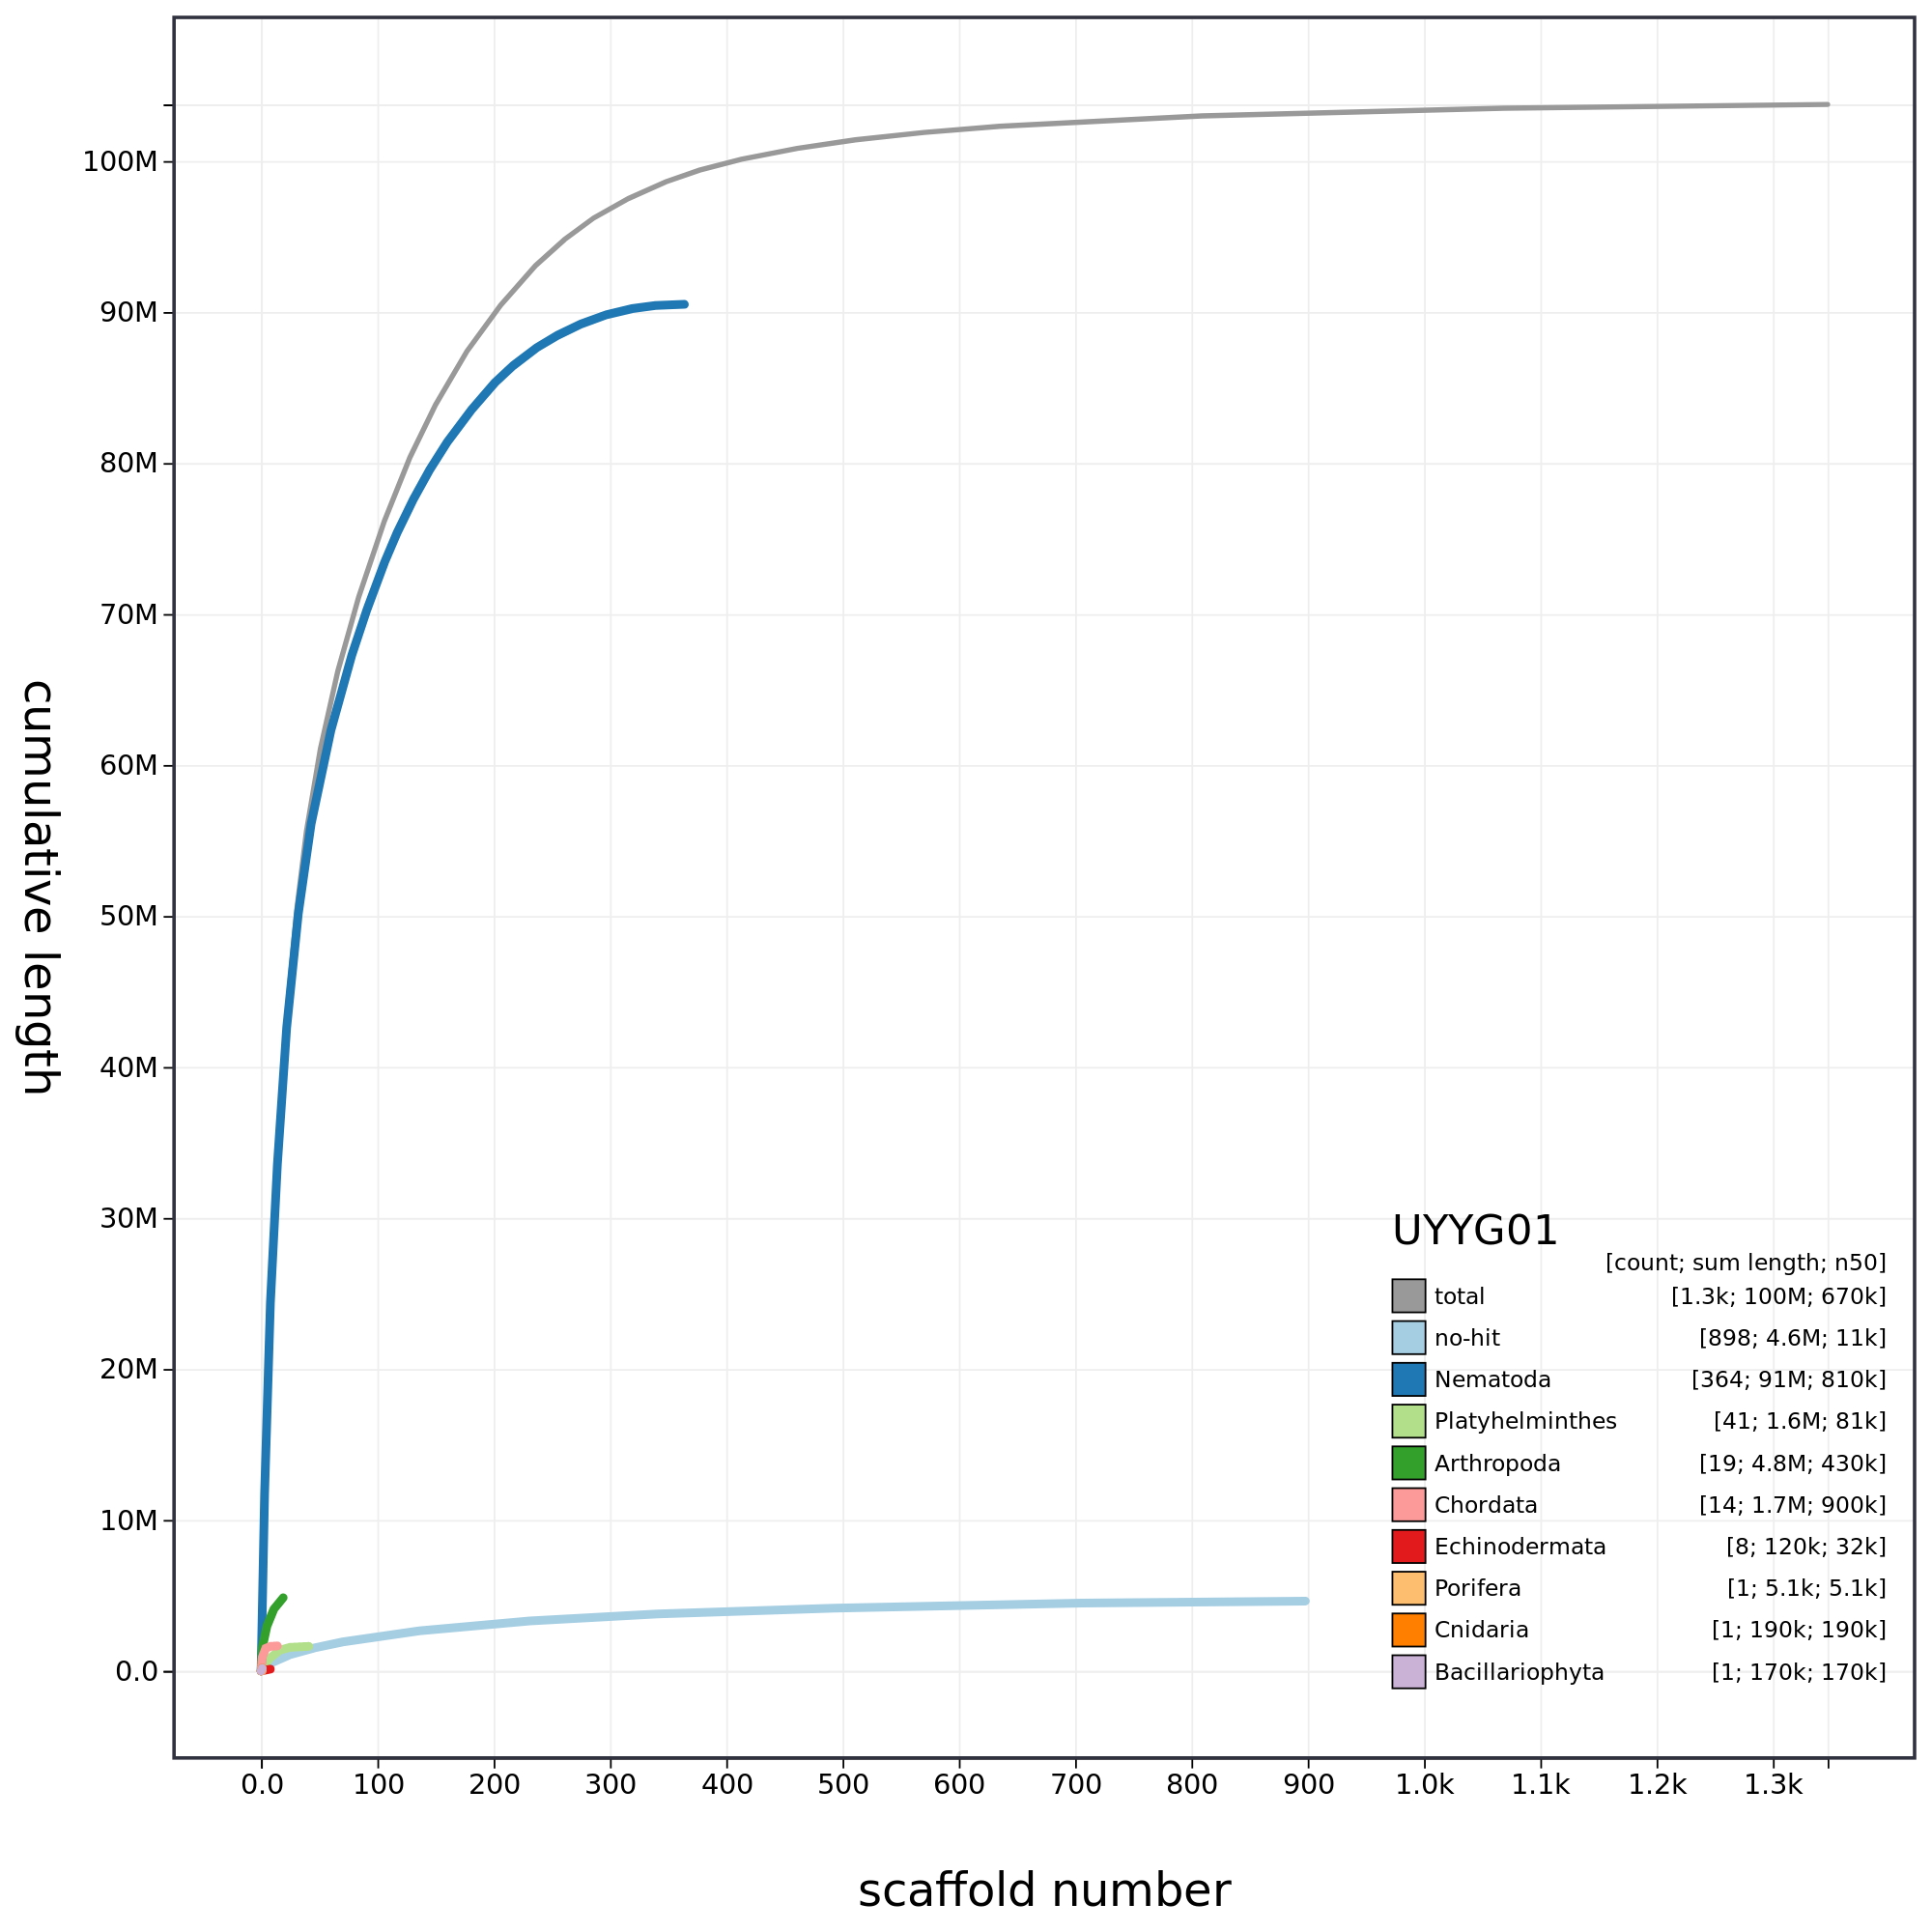 100M
90M
80M
70M
60M
50M
40M
30M
20M
10M
0.0
cumulative length
UYYG01
[count; sum length; n50]
total [1.3k; 100M; 670k]
no-hit [898; 4.6M; 11k]
Nematoda [364; 91M; 810k]
Platyhelminthes [41; 1.6M; 81k]
Arthropoda [19; 4.8M; 430k]
Chordata [14; 1.7M; 900k]
Echinodermata [8; 120k; 32k]
Porifera [1; 5.1k; 5.1k]
Cnidaria [1; 190k; 190k]
Bacillariophyta [1; 170k; 170k]
0.0 100 200 300 400 500 600 700 800 900 1.0k 1.1k 1.2k 1.3k
scaffold number